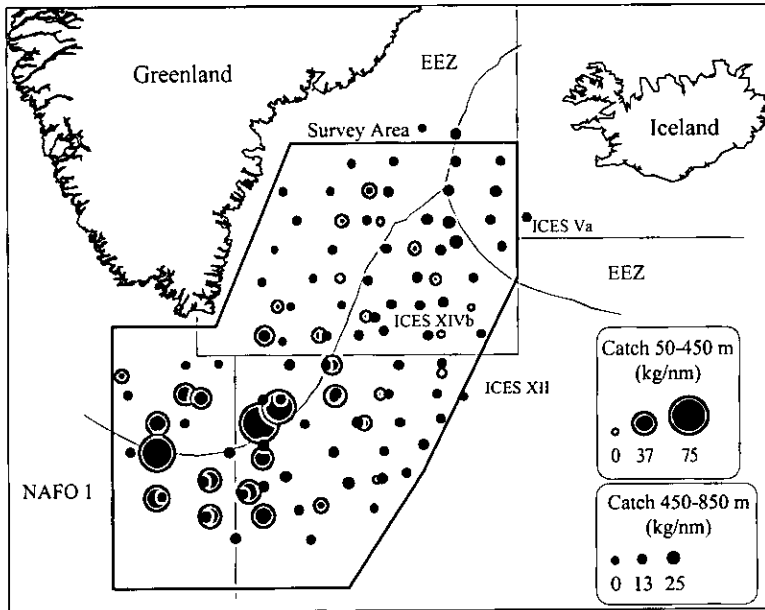 Greenland
EEZ
Survey Area
Iceland
ICES Va
EEZ
ICES XIVb
ICES XII
NAFO 1
Catch 50-450 m
(kg/nm)
0 37 75
Catch 450-850 m
(kg/nm)
0 13 25